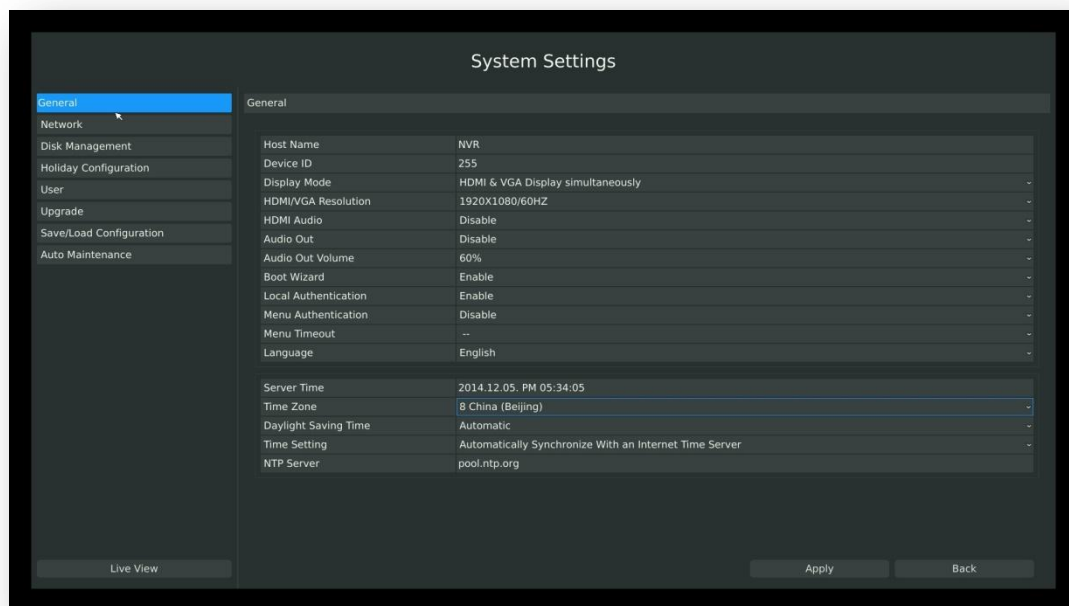 System Settings
General
Network
Disk Management
Holiday Configuration
User
Upgrade
Save/Load Configuration
Auto Maintenance
Live View
General
Host Name NVR
Device ID 255
Display Mode HDMI & VGA Display simultaneously
HDMI/VGA Resolution 1920X1080/60HZ
HDMI Audio Disable
Audio Out Disable
Audio Out Volume 60%
Boot Wizard Enable
Local Authentication Enable
Menu Authentication Disable
Menu Timeout --
Language English
Server Time 2014.12.05. PM 05:34:05
Time Zone 8 China (Beijing)
Daylight Saving Time Automatic
Time Setting Automatically Synchronize With an Internet Time Server
NTP Server pool.ntp.org
Apply Back